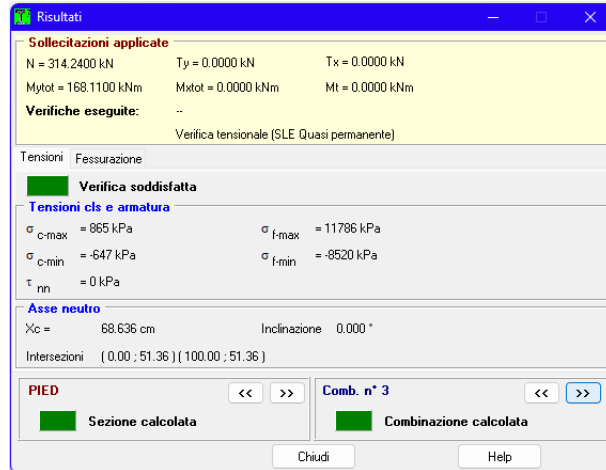 Risultati
Sollecitazioni applicate
N = 314.2400 kN Ty = 0.0000 kN Tx = 0.0000 kN
Mytot = 168.1100 kNm Mxtot = 0.0000 kNm Mt = 0.0000 kNm
Verifiche eseguite: --
Verifica tensionale (SLE Quasi permanente)
Tensioni Fessurazione
Verifica soddisfatta
Tensioni cls e armatura
σ c-max = 865 kPa σ f-max = 11786 kPa
σ c-min = -647 kPa σ f-min = -8520 kPa
τ nn = 0 kPa
Asse neutro
Xc = 68.636 cm Inclinazione 0.000 °
Intersezioni ( 0.00 ; 51.36 ) ( 100.00 ; 51.36 )
PIED << >> Comb. n° 3 << >>
Sezione calcolata Combinazione calcolata
Chiudi Help